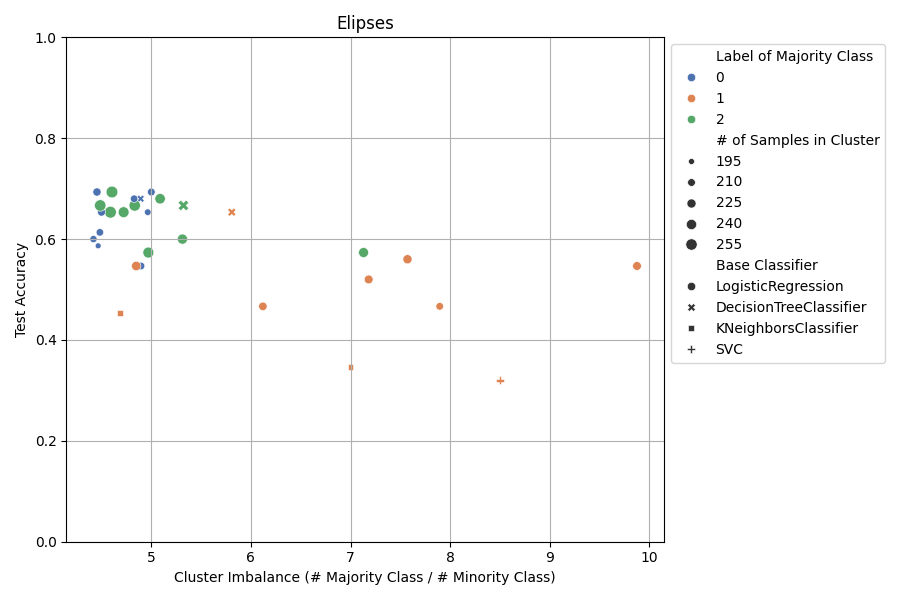 Elipses
1.0
0.8
0.6
0.4
0.2
0.0
Test Accuracy
5 6 7 8 9 10
Cluster Imbalance (# Majority Class / # Minority Class)
Label of Majority Class
0
1
2
# of Samples in Cluster
195
210
225
240
255
Base Classifier
LogisticRegression
DecisionTreeClassifier
KNeighborsClassifier
SVC